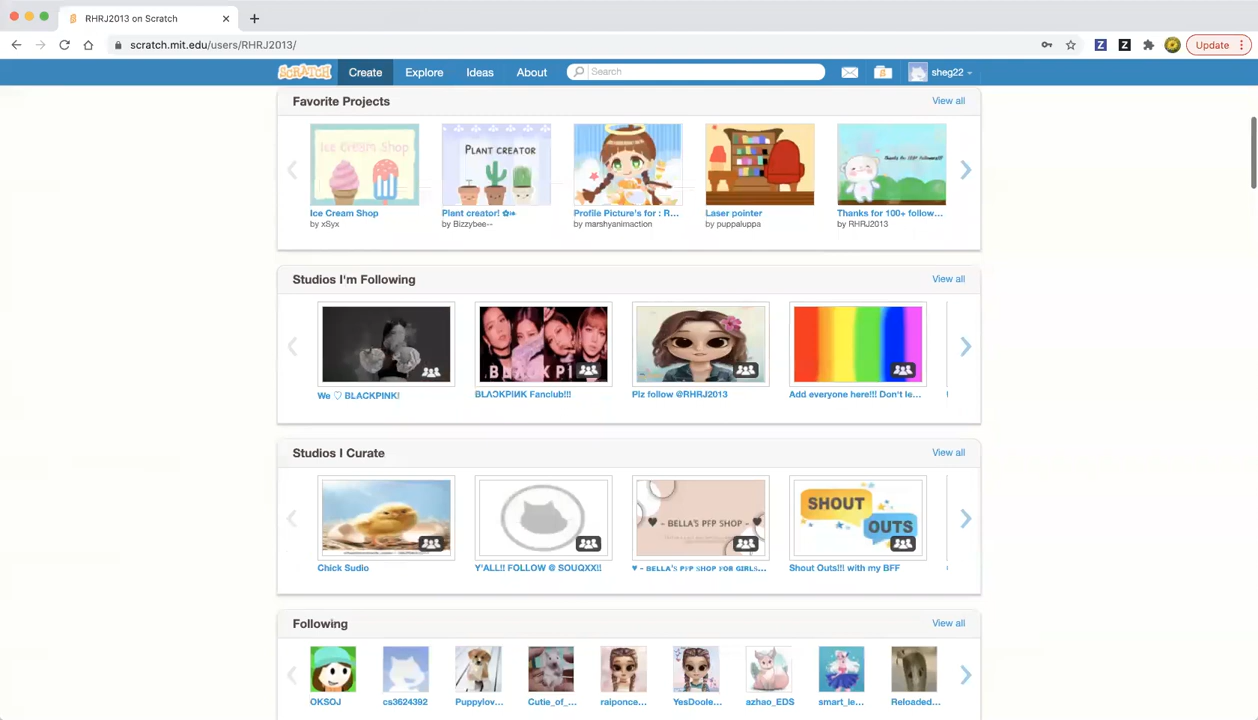 RHRJ2013 on Scratch
scratch.mit.edu/users/RHRJ2013/
Update
SCRATCH
Create
Explore
Ideas
About
Search
sheg22
Favorite Projects
View all
Ice Cream Shop
PLANT CREATOR
Ice Cream Shop
Plant creator! ✿❧
Profile Picture's for : R...
Laser pointer
Thanks for 100+ follow...
by xSyx
by Bizzybee--
by marshyanimaction
by puppaluppa
by RHRJ2013
Studios I'm Following
View all
BLΛƆKPI
We ♡ BLACKPINK!
BLΛƆKPIИK Fanclub!!!
Plz follow @RHRJ2013
Add everyone here!!! Don't le...
Studios I Curate
View all
♥ - BELLA'S PFP SHOP - ♥
SHOUT
OUTS
Chick Sudio
Y'ALL!! FOLLOW @ SOUQXX!!
♥ - BELLA'S PFP SHOP FOR GIRLS...
Shout Outs!!! with my BFF
Following
View all
OKSOJ
cs3624392
Puppylov...
Cutie_of_...
raiponce...
YesDoole...
azhao_EDS
smart_le...
Reloaded...